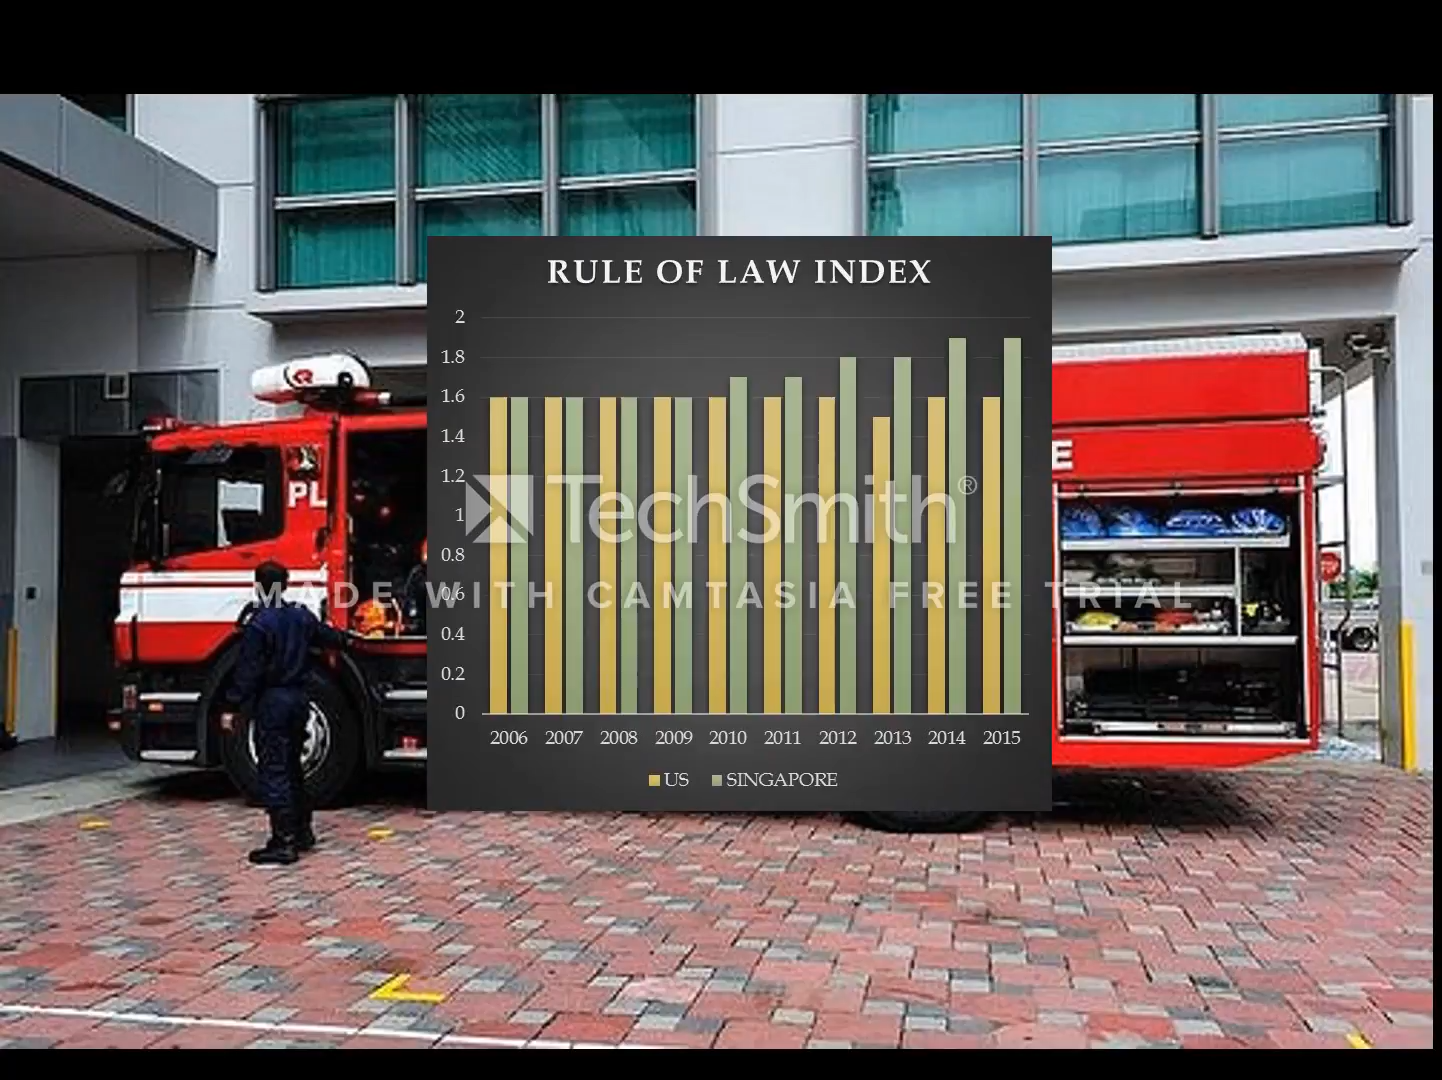 RULE OF LAW INDEX
2
1.8
1.6
1.4
1.2
1
0.8
0.6
0.4
0.2
0
2006 2007 2008 2009 2010 2011 2012 2013 2014 2015
US SINGAPORE
TechSmith®
MADE WITH CAMTASIA FREE TRIAL
PL
E